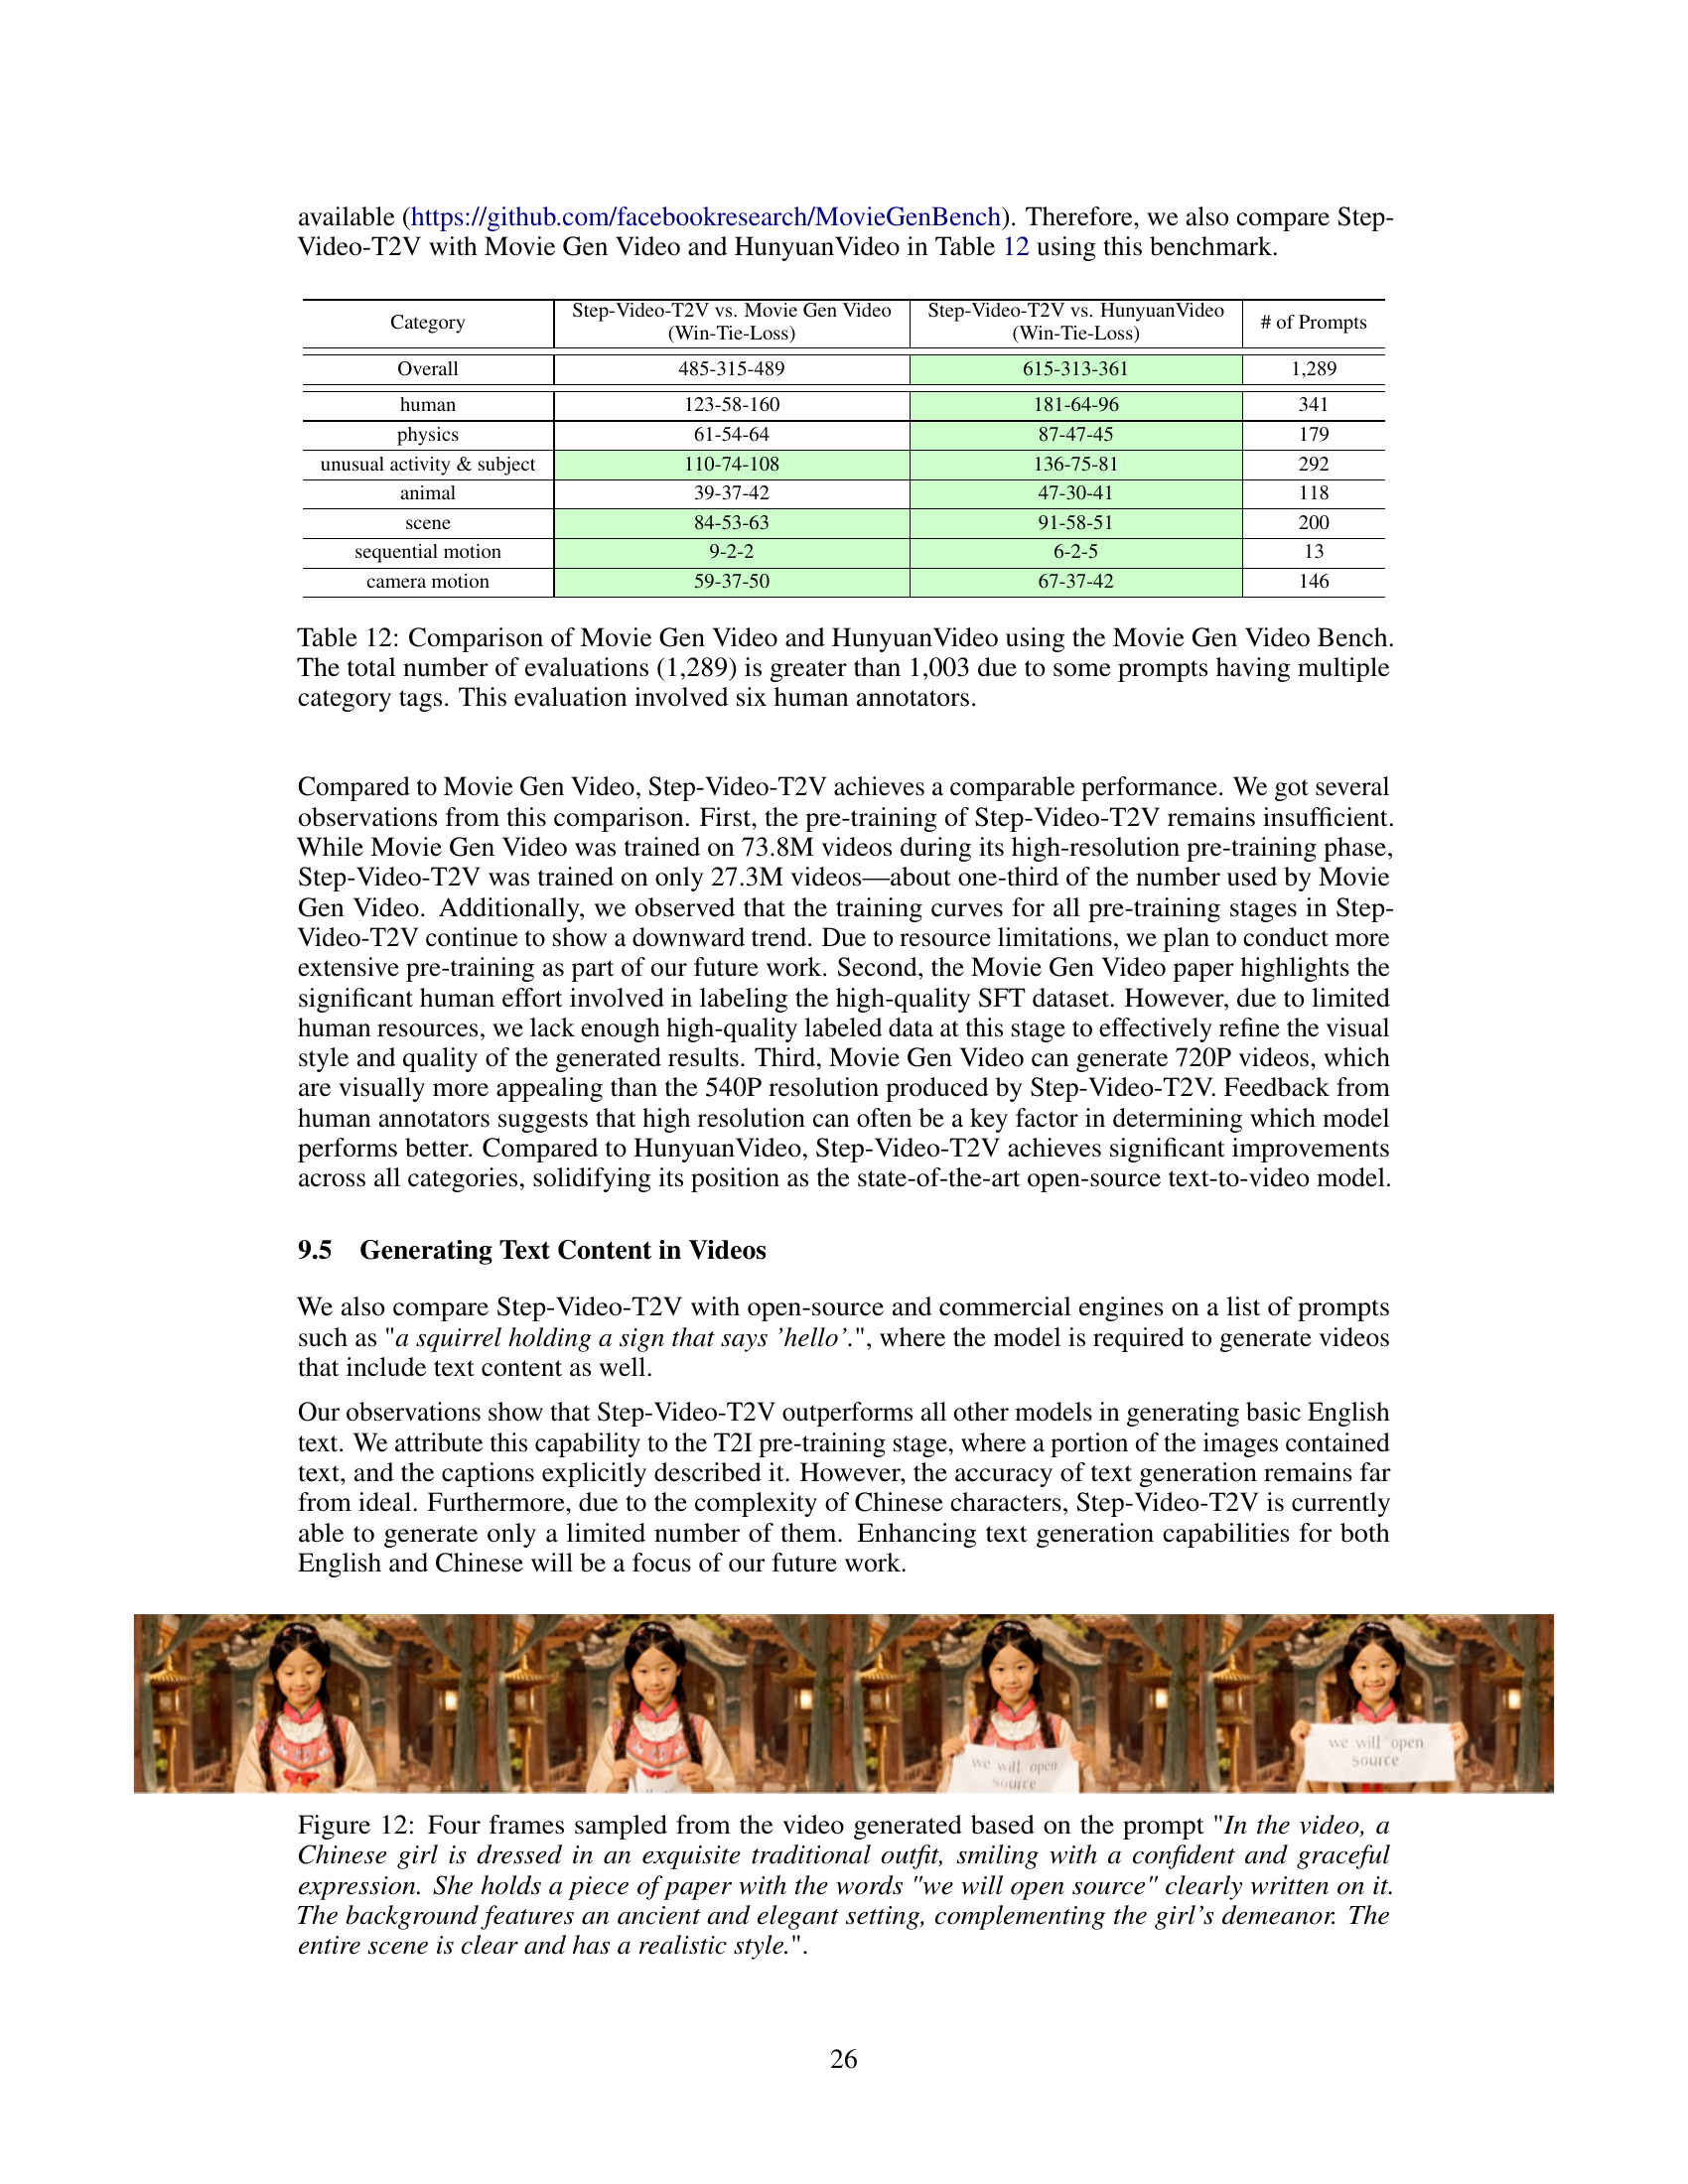 available (https://github.com/facebookresearch/MovieGenBench). Therefore, we also compare Step-
Video-T2V with Movie Gen Video and HunyuanVideo in Table 12 using this benchmark.
Category Step-Video-T2V vs. Movie Gen Video (Win-Tie-Loss) Step-Video-T2V vs. HunyuanVideo (Win-Tie-Loss) # of Prompts
Overall 485-315-489 615-313-361 1,289
human 123-58-160 181-64-96 341
physics 61-54-64 87-47-45 179
unusual activity & subject 110-74-108 136-75-81 292
animal 39-37-42 47-30-41 118
scene 84-53-63 91-58-51 200
sequential motion 9-2-2 6-2-5 13
camera motion 59-37-50 67-37-42 146
Table 12: Comparison of Movie Gen Video and HunyuanVideo using the Movie Gen Video Bench.
The total number of evaluations (1,289) is greater than 1,003 due to some prompts having multiple
category tags. This evaluation involved six human annotators.
Compared to Movie Gen Video, Step-Video-T2V achieves a comparable performance. We got several
observations from this comparison. First, the pre-training of Step-Video-T2V remains insufficient.
While Movie Gen Video was trained on 73.8M videos during its high-resolution pre-training phase,
Step-Video-T2V was trained on only 27.3M videos—about one-third of the number used by Movie
Gen Video. Additionally, we observed that the training curves for all pre-training stages in Step-
Video-T2V continue to show a downward trend. Due to resource limitations, we plan to conduct more
extensive pre-training as part of our future work. Second, the Movie Gen Video paper highlights the
significant human effort involved in labeling the high-quality SFT dataset. However, due to limited
human resources, we lack enough high-quality labeled data at this stage to effectively refine the visual
style and quality of the generated results. Third, Movie Gen Video can generate 720P videos, which
are visually more appealing than the 540P resolution produced by Step-Video-T2V. Feedback from
human annotators suggests that high resolution can often be a key factor in determining which model
performs better. Compared to HunyuanVideo, Step-Video-T2V achieves significant improvements
across all categories, solidifying its position as the state-of-the-art open-source text-to-video model.
9.5 Generating Text Content in Videos
We also compare Step-Video-T2V with open-source and commercial engines on a list of prompts
such as "a squirrel holding a sign that says 'hello'.", where the model is required to generate videos
that include text content as well.
Our observations show that Step-Video-T2V outperforms all other models in generating basic English
text. We attribute this capability to the T2I pre-training stage, where a portion of the images contained
text, and the captions explicitly described it. However, the accuracy of text generation remains far
from ideal. Furthermore, due to the complexity of Chinese characters, Step-Video-T2V is currently
able to generate only a limited number of them. Enhancing text generation capabilities for both
English and Chinese will be a focus of our future work.
we will open
source
we will open
source
Figure 12: Four frames sampled from the video generated based on the prompt "In the video, a
Chinese girl is dressed in an exquisite traditional outfit, smiling with a confident and graceful
expression. She holds a piece of paper with the words "we will open source" clearly written on it.
The background features an ancient and elegant setting, complementing the girl's demeanor. The
entire scene is clear and has a realistic style.".
26